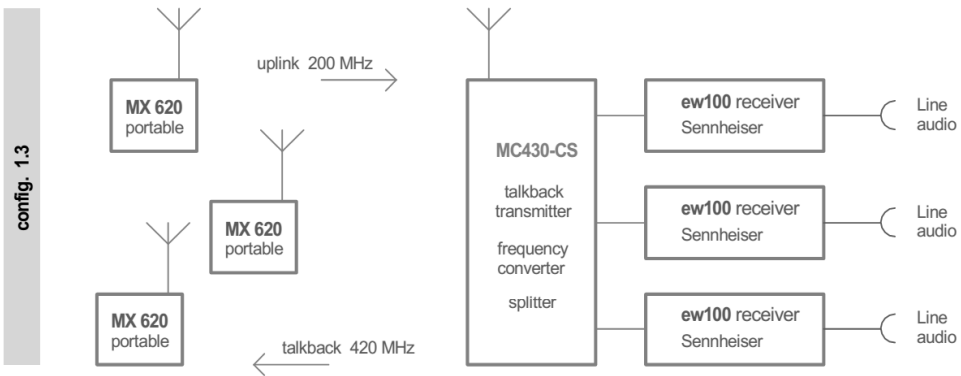 config. 1.3
uplink 200 MHz
MX 620
portable
MX 620
portable
MX 620
portable
talkback 420 MHz
MC430-CS
talkback
transmitter
frequency
converter
splitter
ew100 receiver
Sennheiser
Line
audio
ew100 receiver
Sennheiser
Line
audio
ew100 receiver
Sennheiser
Line
audio